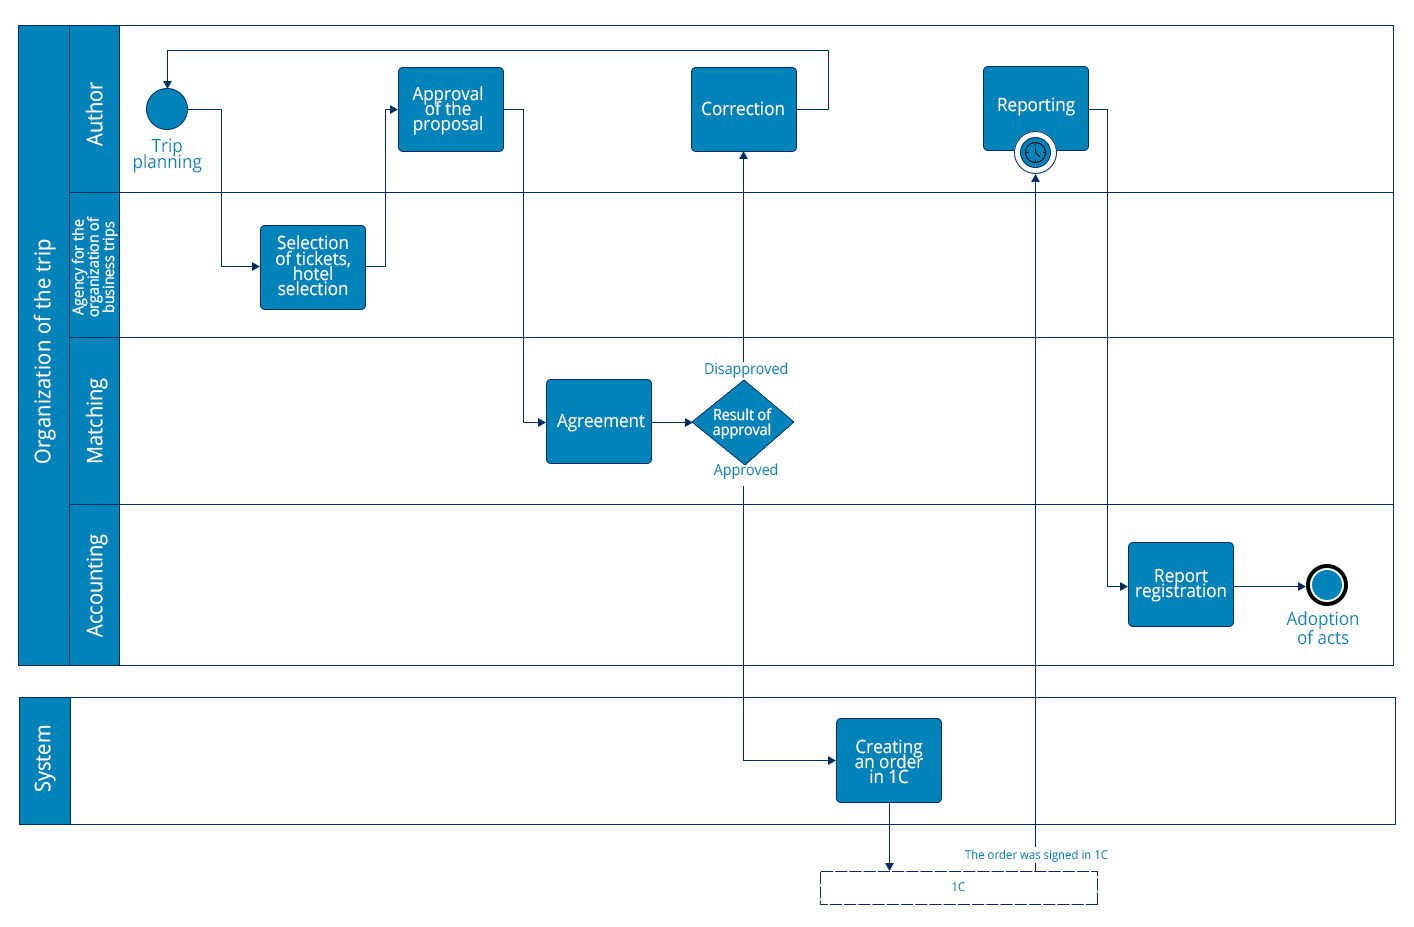 Organization of the trip
Author
Trip
planning
Approval
of the
proposal
Correction
Reporting
Agency for the
organization of
business trips
Selection
of tickets,
hotel
selection
Matching
Agreement
Disapproved
Result of
approval
Approved
Accounting
Report
registration
Adoption
of acts
System
Creating
an order
in 1C
The order was signed in 1C
1C